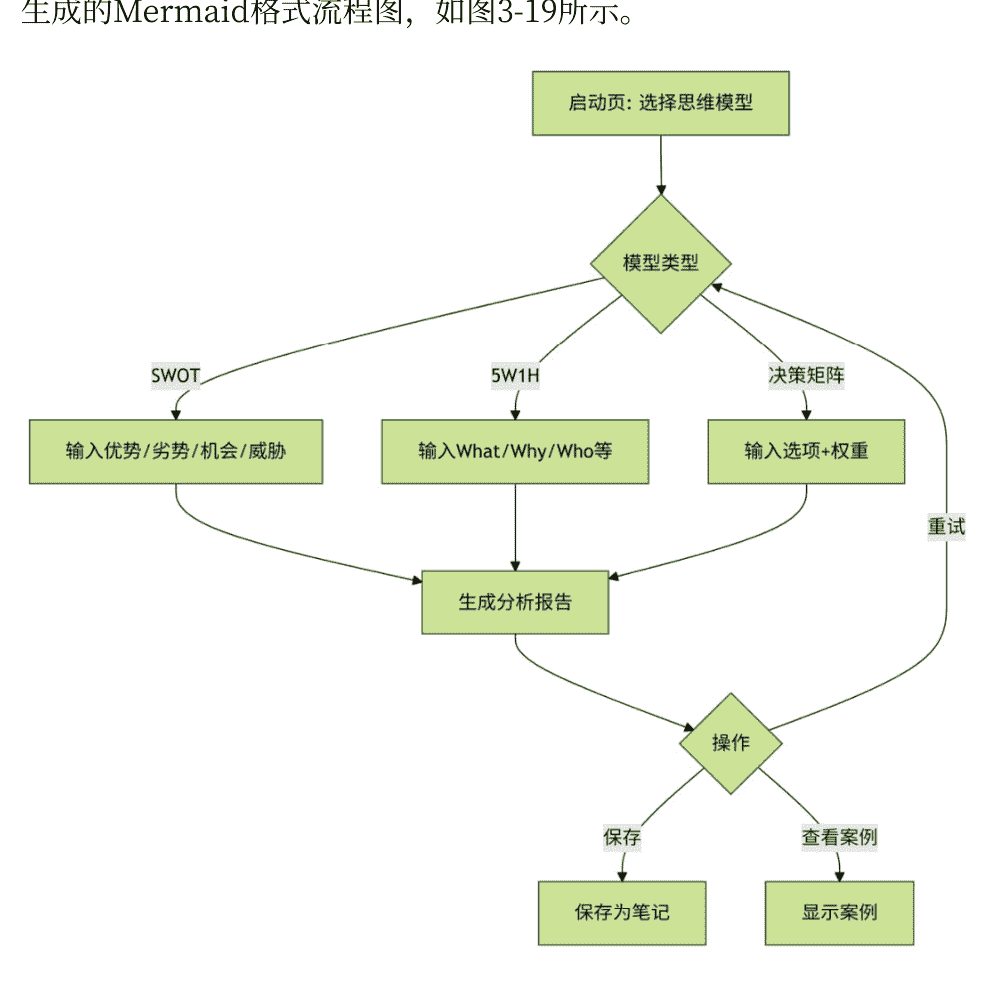 生成的Mermaid格式流程图，如图3-19所示。
启动页: 选择思维模型
模型类型
SWOT
5W1H
决策矩阵
输入优势/劣势/机会/威胁
输入What/Why/Who等
输入选项+权重
重试
生成分析报告
操作
保存
查看案例
保存为笔记
显示案例